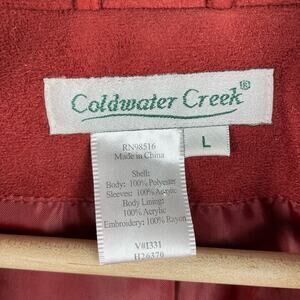 Coldwater Creek®
L
RN98516
Made in China
Shell:
Body: 100% Polyester
Sleeves: 100% Acrylic
Body Lining:
100% Acrylic
Embroidery: 100% Rayon
V#I331
H26370